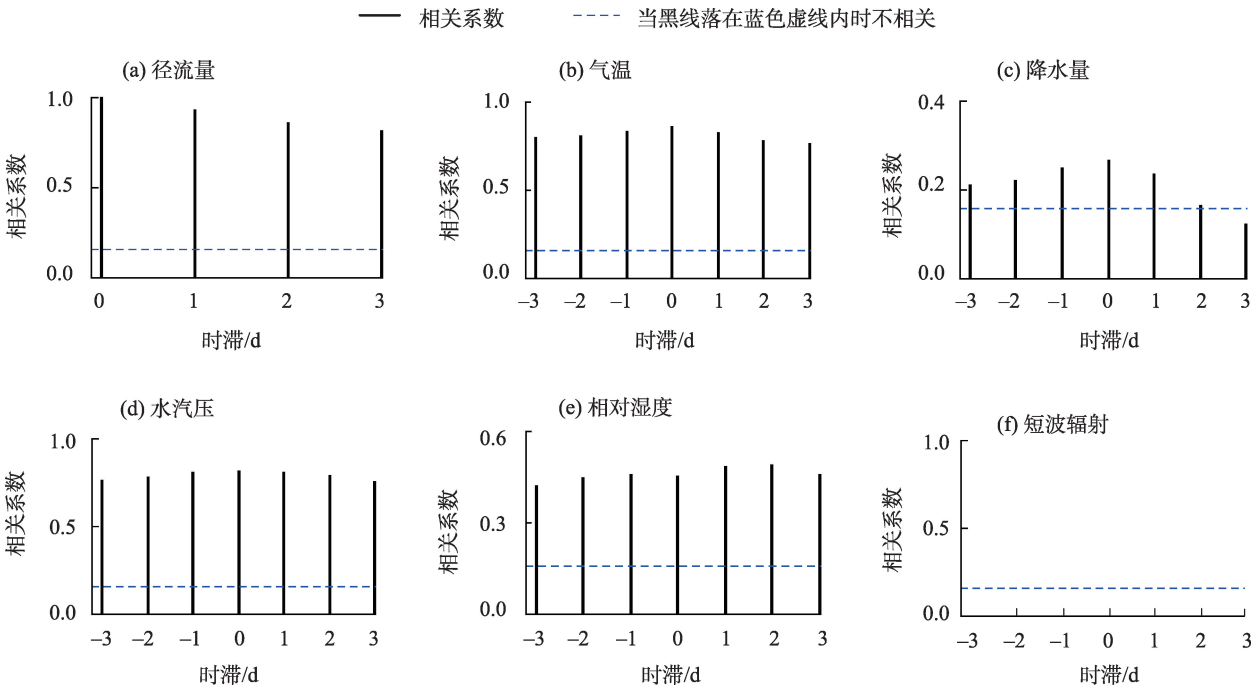 相关系数 当黑线落在蓝色虚线内时不相关
(a) 径流量
相关系数
1.0
0.5
0.0
0 1 2 3
时滞/d
(b) 气温
相关系数
1.0
0.5
0.0
–3 –2 –1 0 1 2 3
时滞/d
(c) 降水量
相关系数
0.4
0.2
0.0
–3 –2 –1 0 1 2 3
时滞/d
(d) 水汽压
相关系数
1.0
0.5
0.0
–3 –2 –1 0 1 2 3
时滞/d
(e) 相对湿度
相关系数
0.6
0.3
0.0
–3 –2 –1 0 1 2 3
时滞/d
(f) 短波辐射
相关系数
1.0
0.5
0.0
–3 –2 –1 0 1 2 3
时滞/d